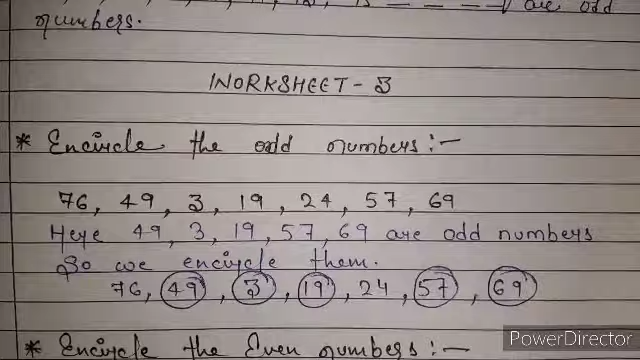 are odd
numbers.
WORKSHEET - 3
* Encircle the odd numbers :-
76, 49, 3, 19, 24, 57, 69
Here 49, 3, 19, 57, 69 are odd numbers
So we encircle them.
76, 49, 3, 19, 24, 57, 69
* Encircle the Even numbers :-
PowerDirector